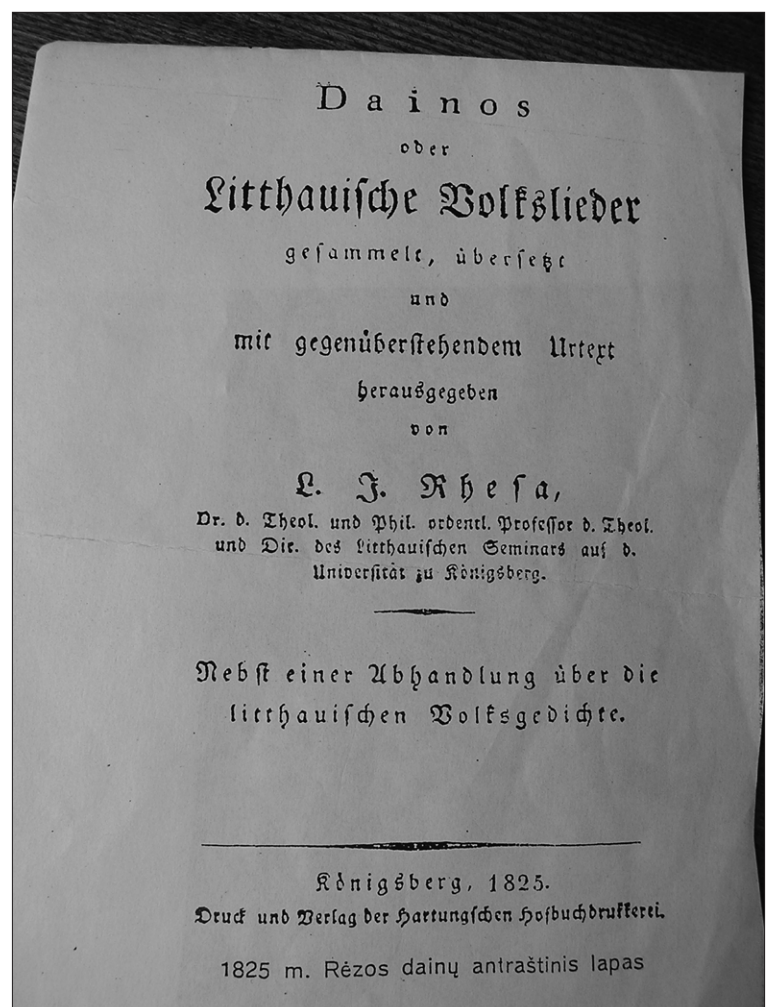 Dainos
oder
Litthauische Volkslieder
gesammelt, übersetzt
und
mit gegenüberstehendem Urtext
herausgegeben
von
L. J. Rhesa,
Dr. d. Theol. und Phil. ordentl. Professor d. Theol.
und Dir. des Litthauischen Seminars auf d.
Universität zu Königsberg.
Nebst einer Abhandlung über die
litthauischen Volksgedichte.
Königsberg, 1825.
Druck und Verlag der Hartungschen Hofbuchdrukkerei.
1825 m. Rėzos dainų antraštinis lapas